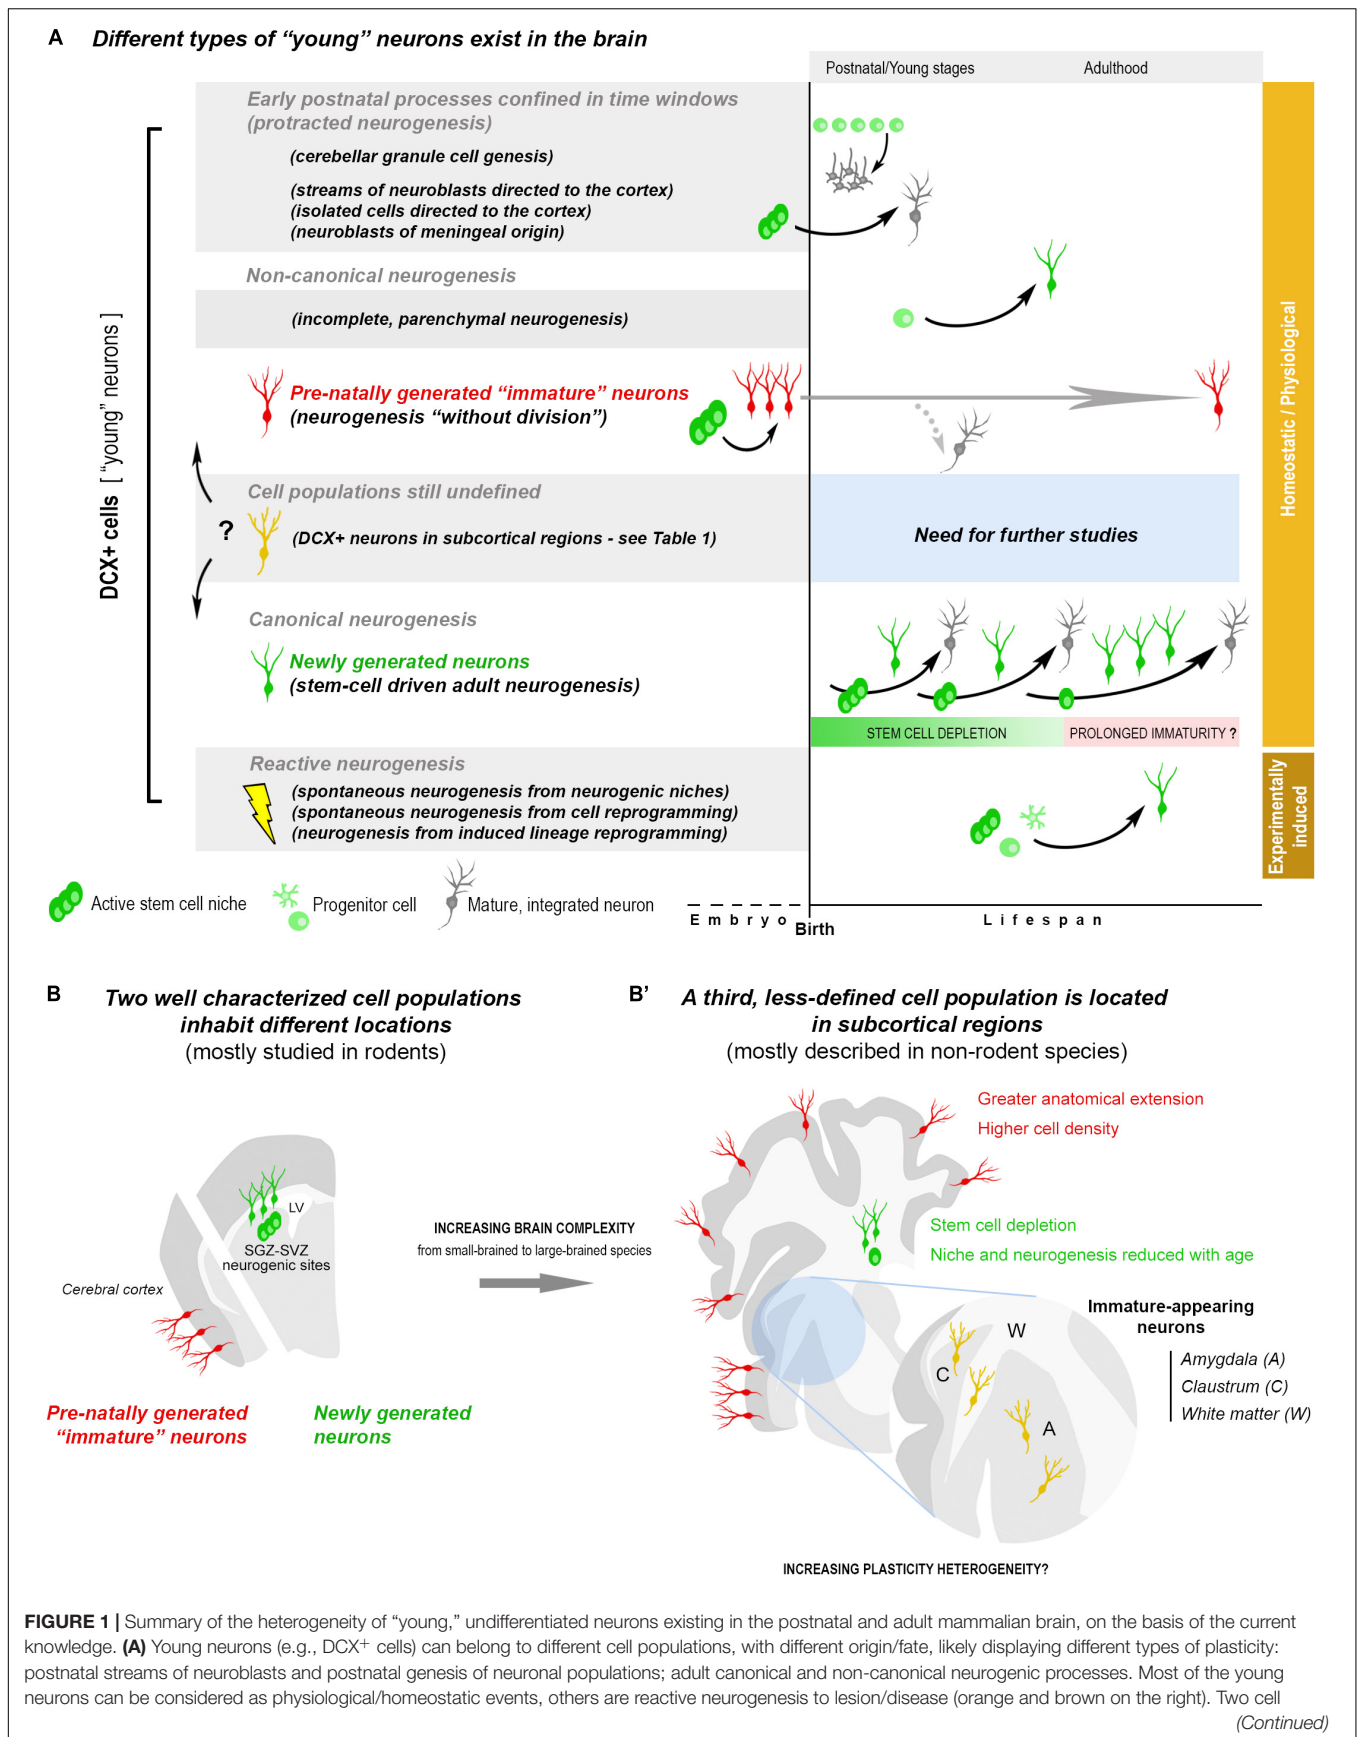 A Different types of “young” neurons exist in the brain
Postnatal/Young stages
Adulthood
Early postnatal processes confined in time windows
(protracted neurogenesis)
(cerebellar granule cell genesis)
(streams of neuroblasts directed to the cortex)
(isolated cells directed to the cortex)
(neuroblasts of meningeal origin)
Non-canonical neurogenesis
(incomplete, parenchymal neurogenesis)
Pre-natally generated “immature” neurons
(neurogenesis “without division”)
Cell populations still undefined
?
(DCX+ neurons in subcortical regions - see Table 1)
Need for further studies
DCX+ cells [ “young” neurons ]
Homeostatic / Physiological
Canonical neurogenesis
Newly generated neurons
(stem-cell driven adult neurogenesis)
STEM CELL DEPLETION
PROLONGED IMMATURITY ?
Reactive neurogenesis
(spontaneous neurogenesis from neurogenic niches)
(spontaneous neurogenesis from cell reprogramming)
(neurogenesis from induced lineage reprogramming)
Experimentally
induced
Active stem cell niche
Progenitor cell
Mature, integrated neuron
Embryo
Birth
Lifespan
B Two well characterized cell populations
inhabit different locations
(mostly studied in rodents)
B’ A third, less-defined cell population is located
in subcortical regions
(mostly described in non-rodent species)
Greater anatomical extension
Higher cell density
LV
SGZ-SVZ
neurogenic sites
Cerebral cortex
INCREASING BRAIN COMPLEXITY
from small-brained to large-brained species
Stem cell depletion
Niche and neurogenesis reduced with age
Immature-appearing
neurons
W
C
A
Amygdala (A)
Claustrum (C)
White matter (W)
Pre-natally generated
“immature” neurons
Newly generated
neurons
INCREASING PLASTICITY HETEROGENEITY?
FIGURE 1 | Summary of the heterogeneity of “young,” undifferentiated neurons existing in the postnatal and adult mammalian brain, on the basis of the current
knowledge. (A) Young neurons (e.g., DCX⁺ cells) can belong to different cell populations, with different origin/fate, likely displaying different types of plasticity:
postnatal streams of neuroblasts and postnatal genesis of neuronal populations; adult canonical and non-canonical neurogenic processes. Most of the young
neurons can be considered as physiological/homeostatic events, others are reactive neurogenesis to lesion/disease (orange and brown on the right). Two cell
(Continued)